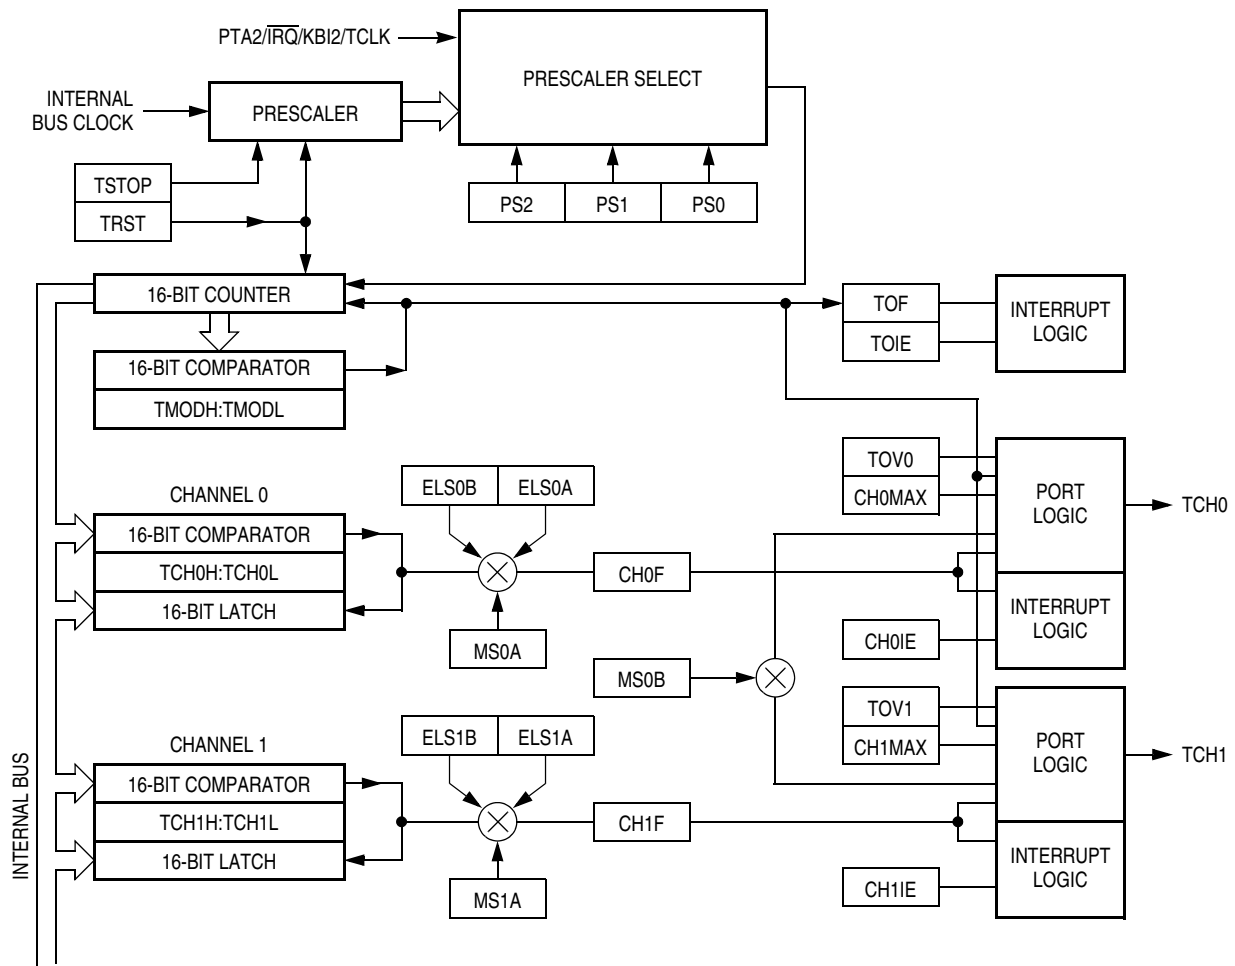 PTA2/IRQ/KBI2/TCLK
PRESCALER SELECT
INTERNAL
BUS CLOCK
PRESCALER
TSTOP
TRST
PS2
PS1
PS0
16-BIT COUNTER
16-BIT COMPARATOR
TMODH:TMODL
TOF
TOIE
INTERRUPT
LOGIC
CHANNEL 0
16-BIT COMPARATOR
TCH0H:TCH0L
16-BIT LATCH
ELS0B
ELS0A
MS0A
CH0F
TOV0
CH0MAX
PORT
LOGIC
TCH0
INTERRUPT
LOGIC
CH0IE
MS0B
CHANNEL 1
16-BIT COMPARATOR
TCH1H:TCH1L
16-BIT LATCH
ELS1B
ELS1A
MS1A
CH1F
TOV1
CH1MAX
PORT
LOGIC
TCH1
INTERRUPT
LOGIC
CH1IE
INTERNAL BUS